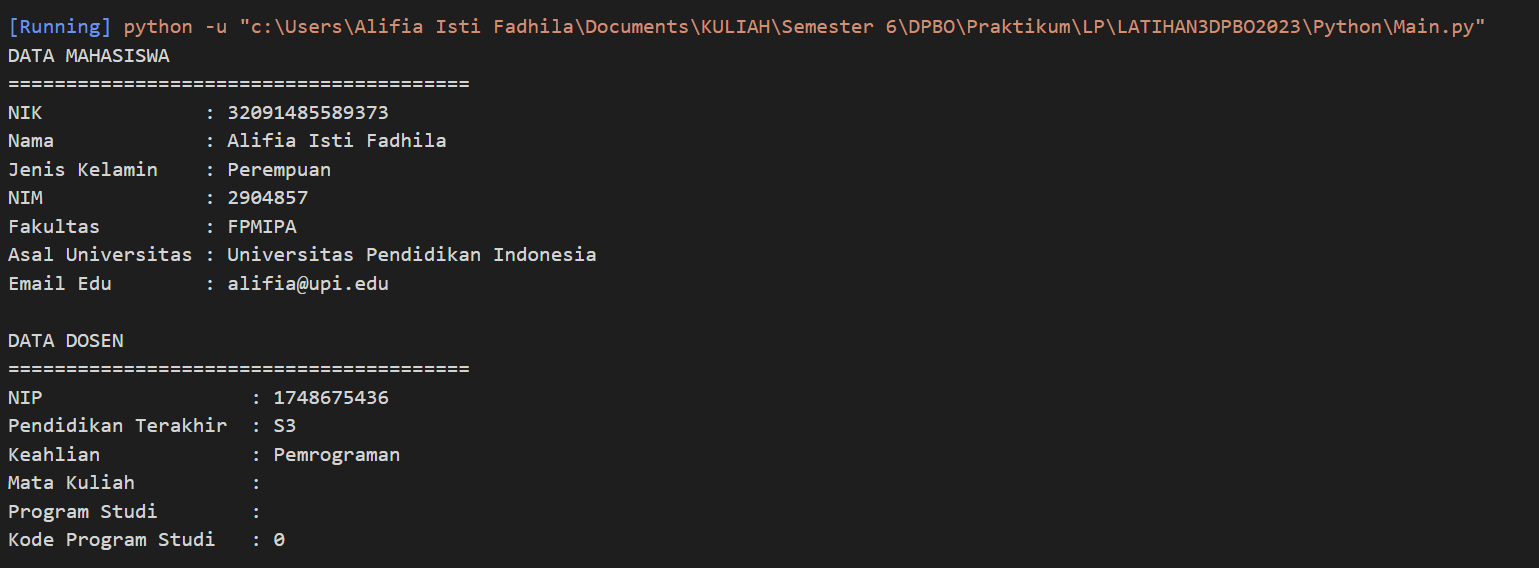 [Running] python -u "c:\Users\Alifia Isti Fadhila\Documents\KULIAH\Semester 6\DPBO\Praktikum\LP\LATIHAN3DPBO2023\Python\Main.py"
DATA MAHASISWA
========================================
NIK : 32091485589373
Nama : Alifia Isti Fadhila
Jenis Kelamin : Perempuan
NIM : 2904857
Fakultas : FPMIPA
Asal Universitas : Universitas Pendidikan Indonesia
Email Edu : alifia@upi.edu
DATA DOSEN
========================================
NIP : 1748675436
Pendidikan Terakhir : S3
Keahlian : Pemrograman
Mata Kuliah :
Program Studi :
Kode Program Studi : 0